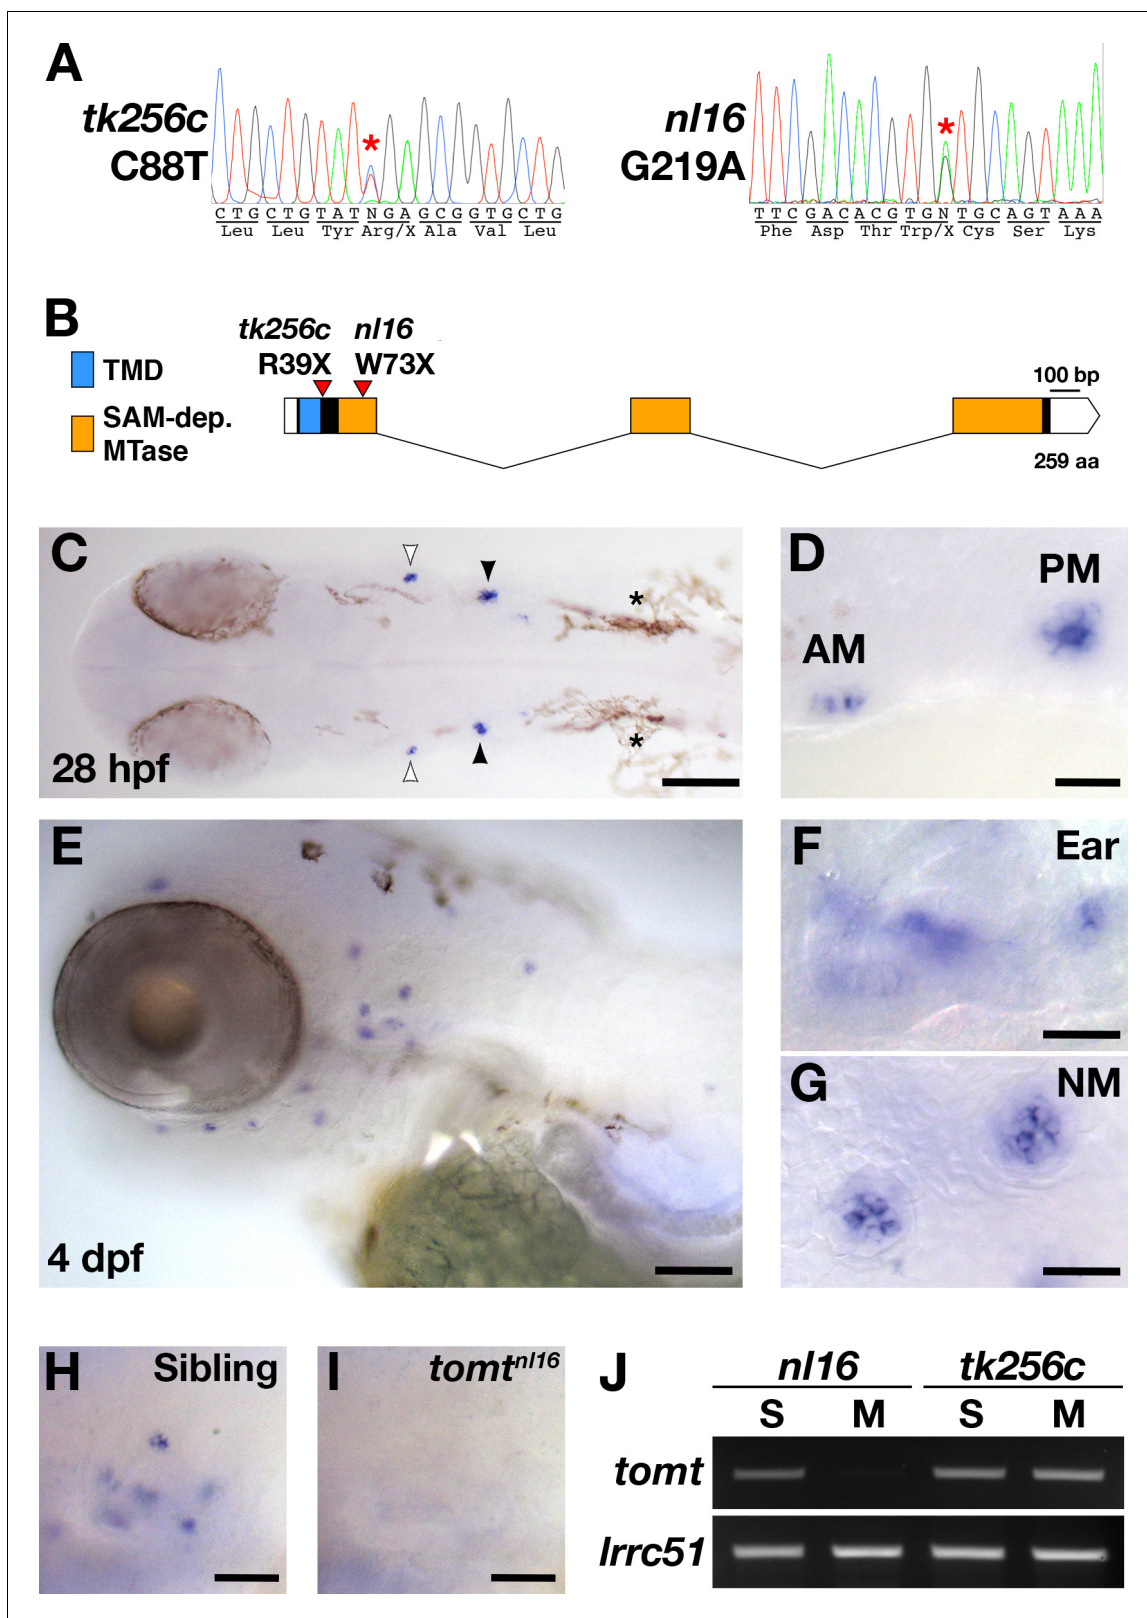 A
tk256c
C88T
*
C T G C T G T A T N G A G C G G T G C T G
Leu Leu Tyr Arg/X Ala Val Leu
nl16
G219A
*
T T C G A C A C G T G N T G C A G T A A A
Phe Asp Thr Trp/X Cys Ser Lys
B
TMD
SAM-dep.
MTase
tk256c nl16
R39X W73X
100 bp
259 aa
C
*
*
28 hpf
D
PM
AM
E
4 dpf
F
Ear
G
NM
H
Sibling
I
tomtnl16
J
nl16 tk256c
S M S M
tomt
lrrc51